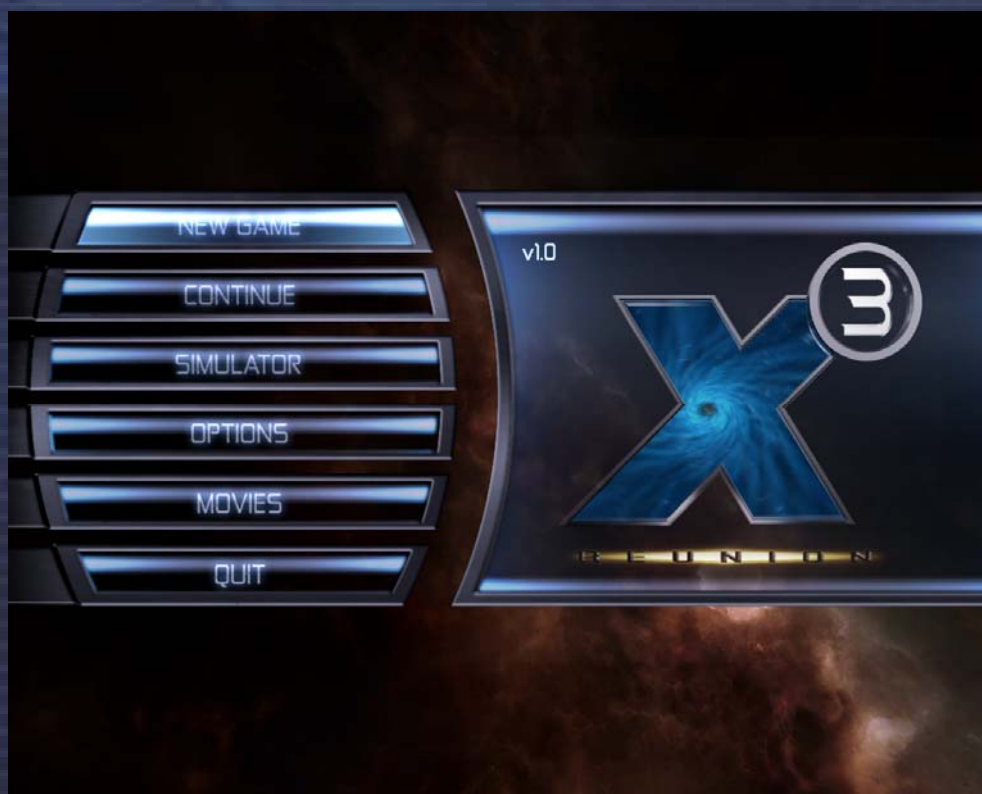 NEW GAME
CONTINUE
SIMULATOR
OPTIONS
MOVIES
QUIT
v1.0
X
3
REUNION